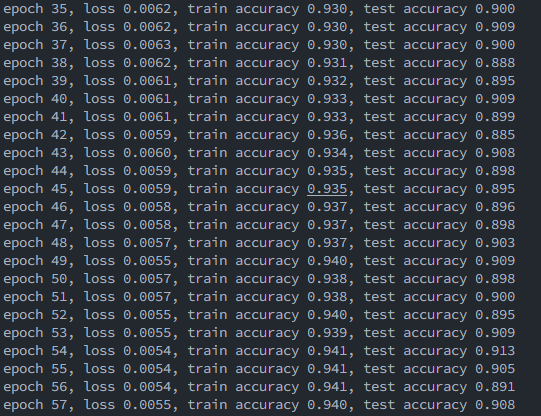 epoch 35, loss 0.0062, train accuracy 0.930, test accuracy 0.900
epoch 36, loss 0.0062, train accuracy 0.930, test accuracy 0.909
epoch 37, loss 0.0063, train accuracy 0.930, test accuracy 0.900
epoch 38, loss 0.0062, train accuracy 0.931, test accuracy 0.888
epoch 39, loss 0.0061, train accuracy 0.932, test accuracy 0.895
epoch 40, loss 0.0061, train accuracy 0.933, test accuracy 0.909
epoch 41, loss 0.0061, train accuracy 0.933, test accuracy 0.899
epoch 42, loss 0.0059, train accuracy 0.936, test accuracy 0.885
epoch 43, loss 0.0060, train accuracy 0.934, test accuracy 0.908
epoch 44, loss 0.0059, train accuracy 0.935, test accuracy 0.898
epoch 45, loss 0.0059, train accuracy 0.935, test accuracy 0.895
epoch 46, loss 0.0058, train accuracy 0.937, test accuracy 0.896
epoch 47, loss 0.0058, train accuracy 0.937, test accuracy 0.898
epoch 48, loss 0.0057, train accuracy 0.937, test accuracy 0.903
epoch 49, loss 0.0055, train accuracy 0.940, test accuracy 0.909
epoch 50, loss 0.0057, train accuracy 0.938, test accuracy 0.898
epoch 51, loss 0.0057, train accuracy 0.938, test accuracy 0.900
epoch 52, loss 0.0055, train accuracy 0.940, test accuracy 0.895
epoch 53, loss 0.0055, train accuracy 0.939, test accuracy 0.909
epoch 54, loss 0.0054, train accuracy 0.941, test accuracy 0.913
epoch 55, loss 0.0054, train accuracy 0.941, test accuracy 0.905
epoch 56, loss 0.0054, train accuracy 0.941, test accuracy 0.891
epoch 57, loss 0.0055, train accuracy 0.940, test accuracy 0.908